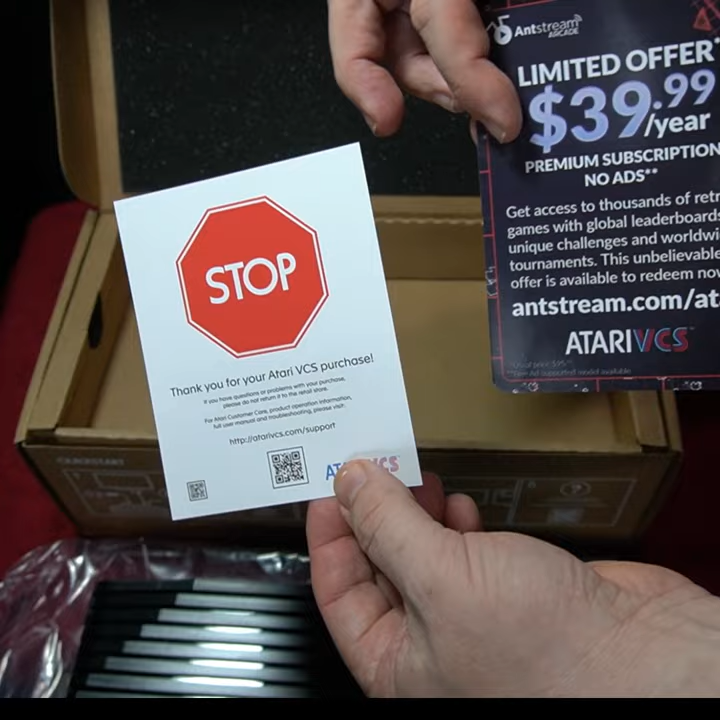 STOP
Thank you for your Atari VCS purchase!
If you have questions or problems with your purchase,
please do not return it to the retail store.
For Atari Customer Care, product operation information,
full user manual and troubleshooting, please visit:
http://atarivcs.com/support
Antstream
ARCADE
LIMITED OFFER*
$39.99
/year
PREMIUM SUBSCRIPTION
NO ADS**
Get access to thousands of retr
games with global leaderboards
unique challenges and worldwi
tournaments. This unbelievable
offer is available to redeem no
antstream.com/at
ATARI VCS
QUICKSTART